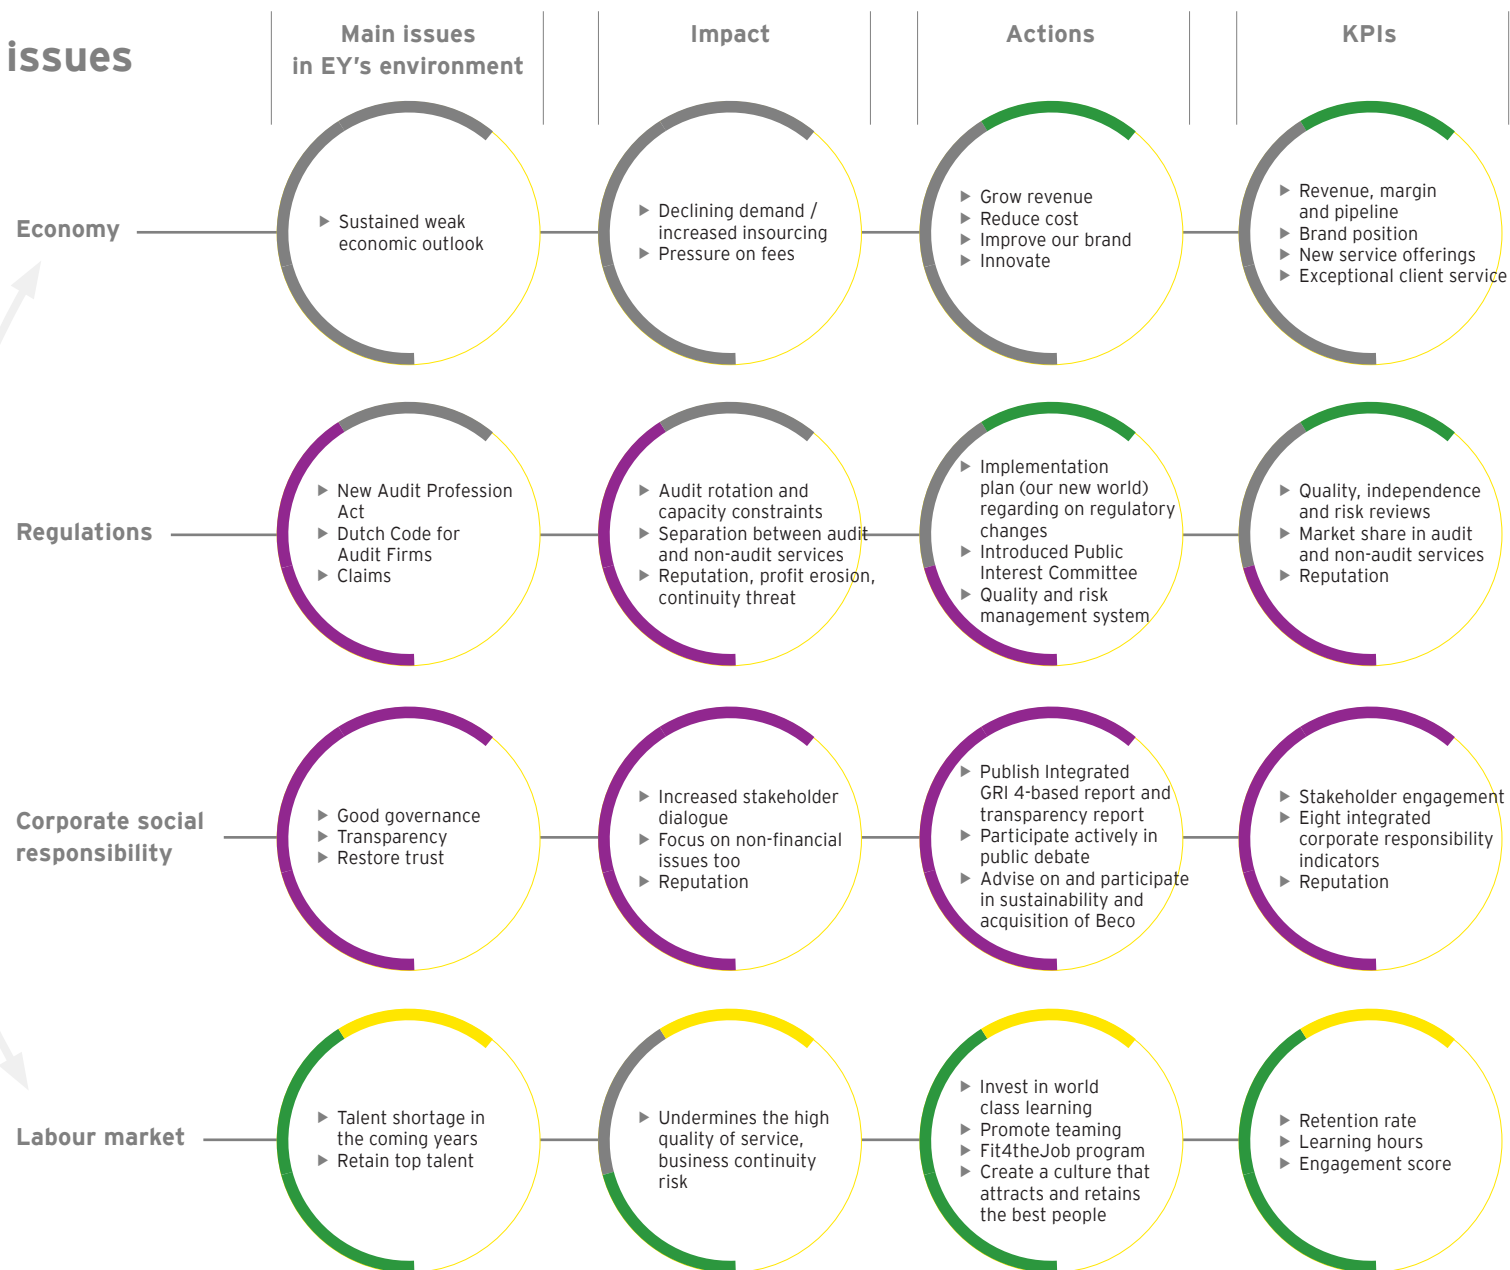 issues
Main issues
in EY's environment
Impact
Actions
KPIs
Economy
▶ Sustained weak
economic outlook
▶ Declining demand /
increased insourcing
▶ Pressure on fees
▶ Grow revenue
▶ Reduce cost
▶ Improve our brand
▶ Innovate
▶ Revenue, margin
and pipeline
▶ Brand position
▶ New service offerings
▶ Exceptional client service
Regulations
▶ New Audit Profession
Act
▶ Dutch Code for
Audit Firms
▶ Claims
▶ Audit rotation and
capacity constraints
▶ Separation between audit
and non-audit services
▶ Reputation, profit erosion,
continuity threat
▶ Implementation
plan (our new world)
regarding on regulatory
changes
▶ Introduced Public
Interest Committee
▶ Quality and risk
management system
▶ Quality, independence
and risk reviews
▶ Market share in audit
and non-audit services
▶ Reputation
Corporate social
responsibility
▶ Good governance
▶ Transparency
▶ Restore trust
▶ Increased stakeholder
dialogue
▶ Focus on non-financial
issues too
▶ Reputation
▶ Publish Integrated
GRI 4-based report and
transparency report
▶ Participate actively in
public debate
▶ Advise on and participate
in sustainability and
acquisition of Beco
▶ Stakeholder engagement
▶ Eight integrated
corporate responsibility
indicators
▶ Reputation
Labour market
▶ Talent shortage in
the coming years
▶ Retain top talent
▶ Undermines the high
quality of service,
business continuity
risk
▶ Invest in world
class learning
▶ Promote teaming
▶ Fit4theJob program
▶ Create a culture that
attracts and retains
the best people
▶ Retention rate
▶ Learning hours
▶ Engagement score